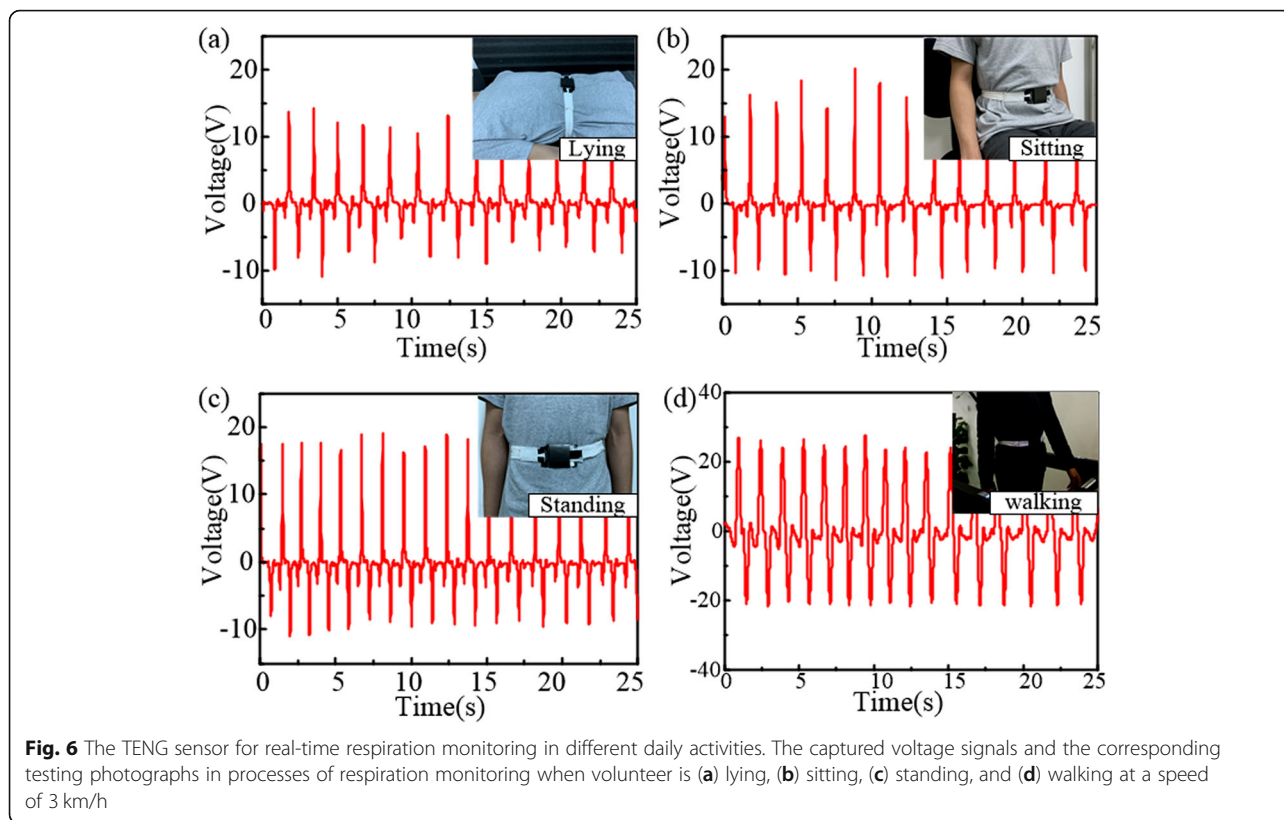 (a)
20
10
0
-10
Voltage(V)
0 5 10 15 20 25
Time(s)
Lying
(b)
20
10
0
-10
Voltage(V)
0 5 10 15 20 25
Time(s)
Sitting
(c)
20
10
0
-10
Voltage(V)
0 5 10 15 20 25
Time(s)
Standing
(d)
40
20
0
-20
-40
Voltage(V)
0 5 10 15 20 25
Time(s)
walking
Fig. 6 The TENG sensor for real-time respiration monitoring in different daily activities. The captured voltage signals and the corresponding
testing photographs in processes of respiration monitoring when volunteer is (a) lying, (b) sitting, (c) standing, and (d) walking at a speed
of 3 km/h